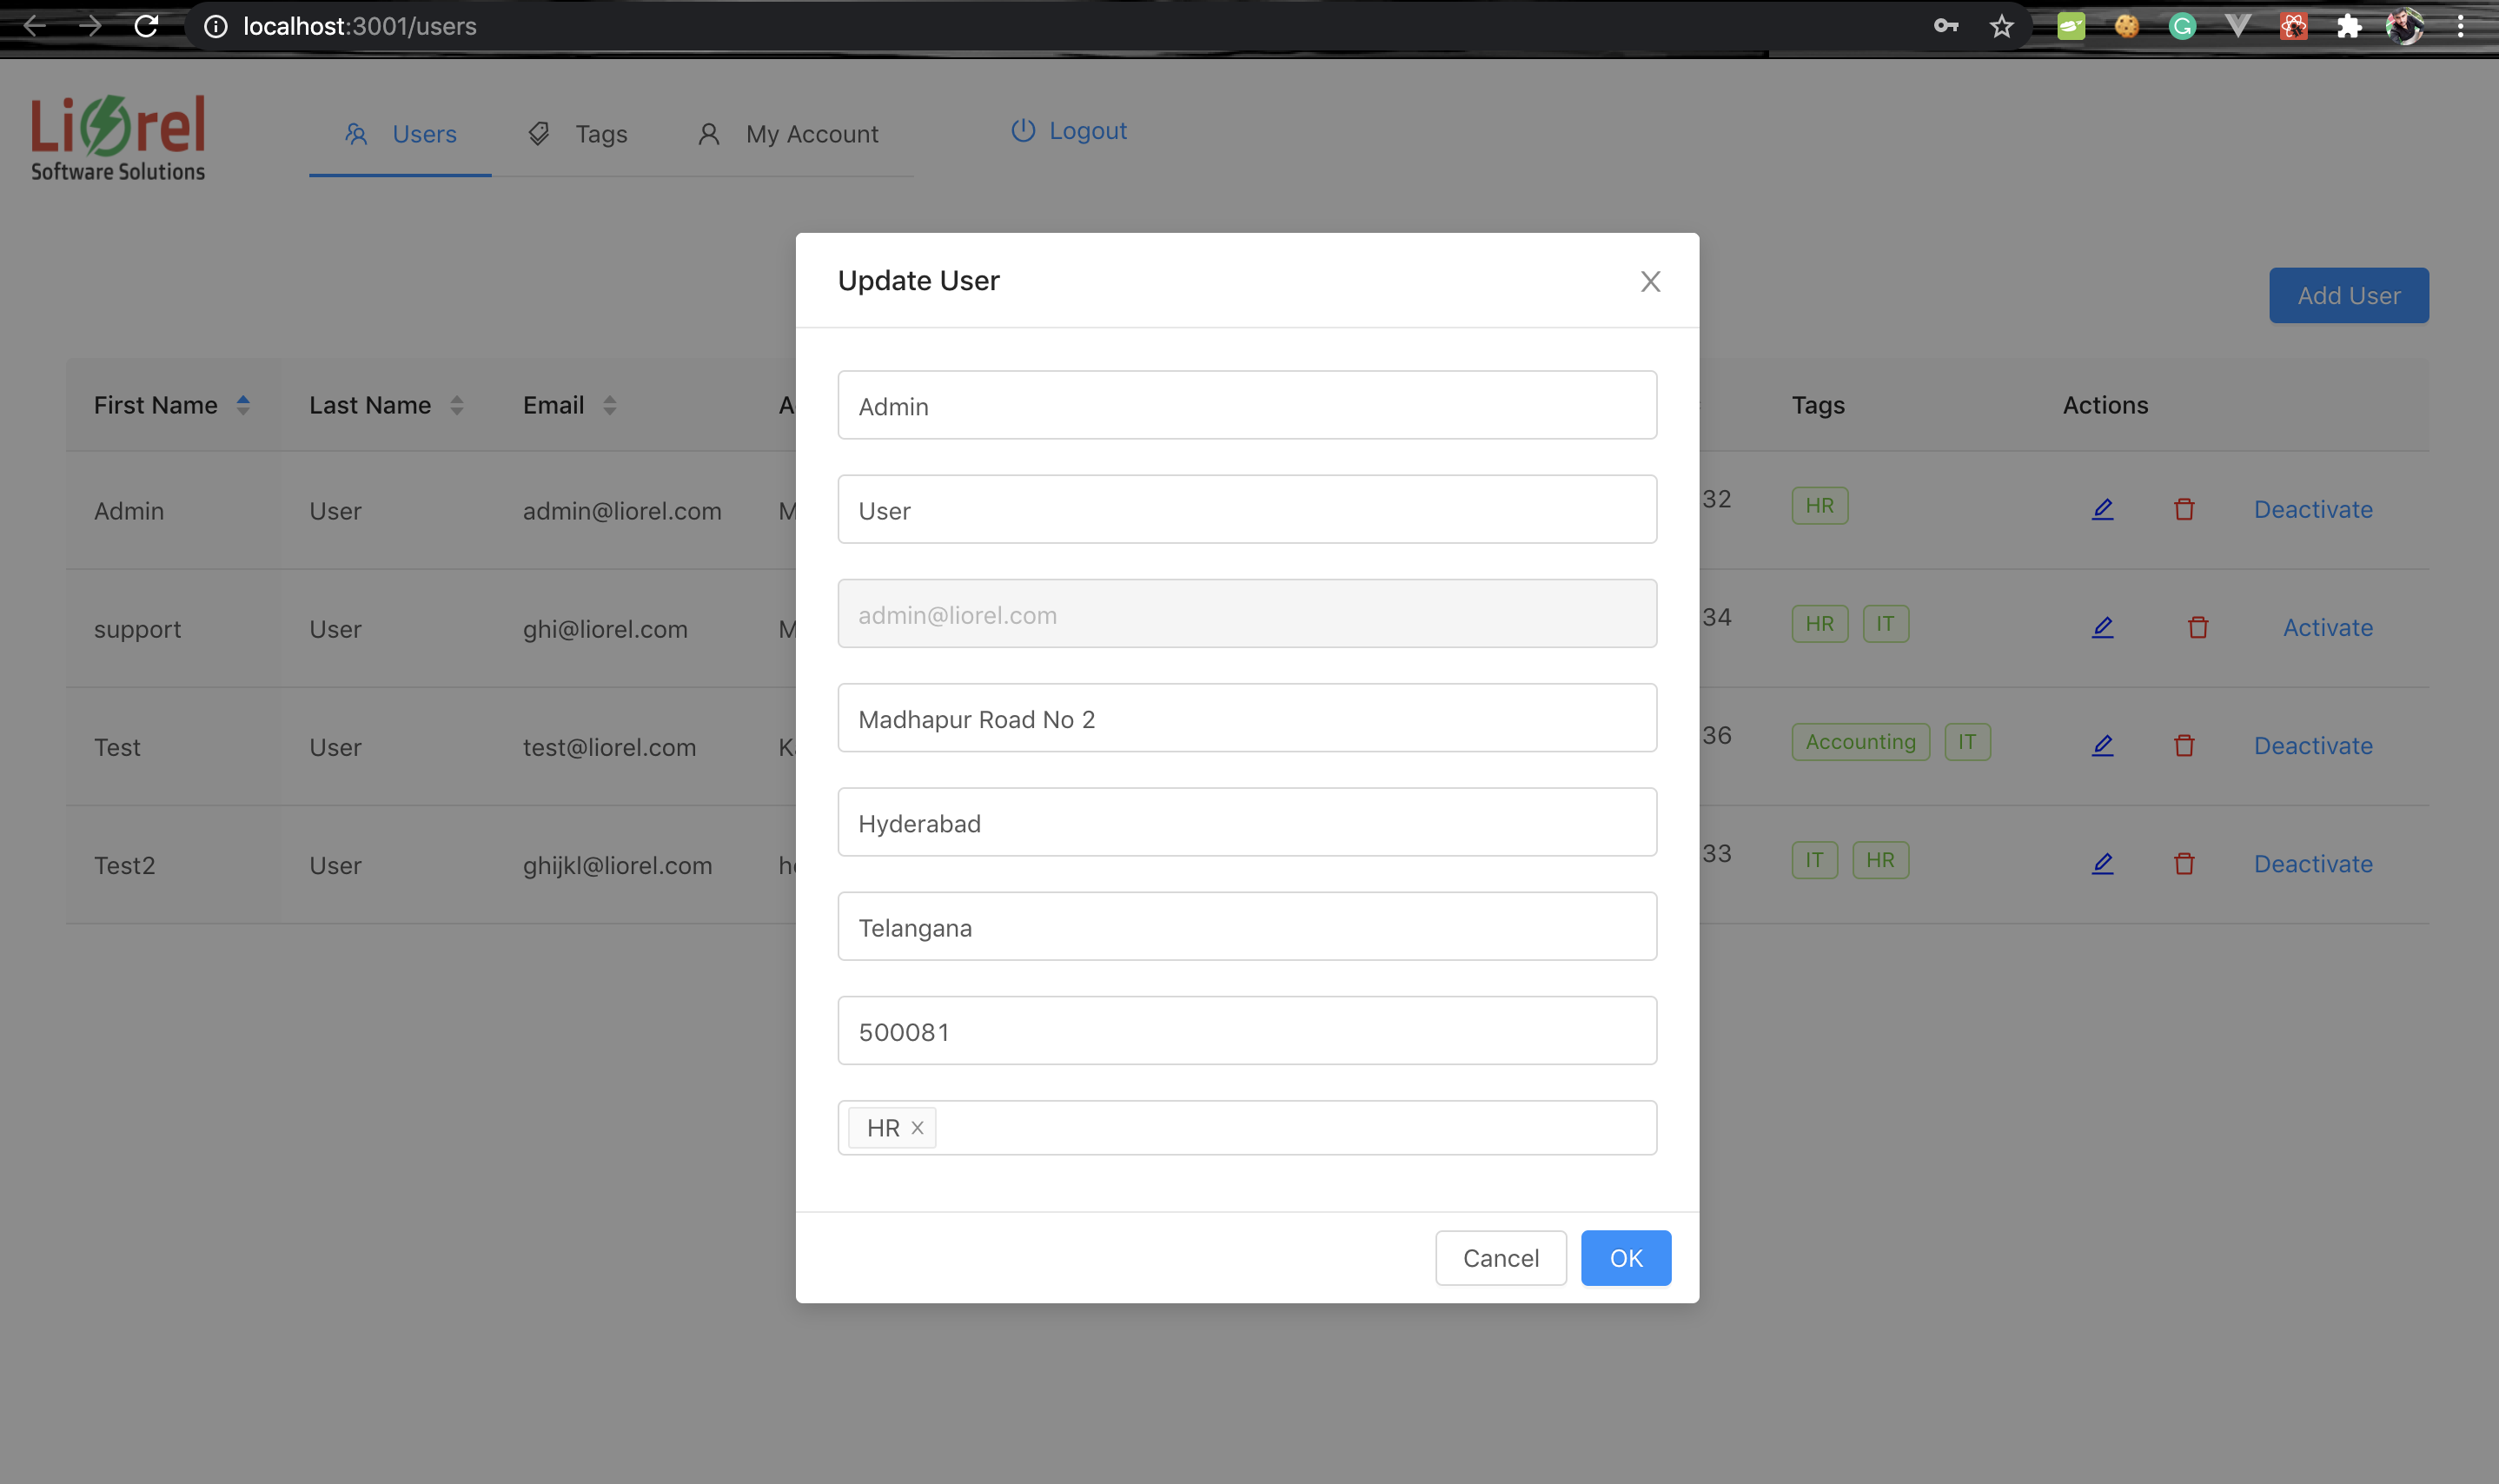 localhost:3001/users
Liorel
Software Solutions
Users
Tags
My Account
Logout
Add User
First Name
Last Name
Email
Tags
Actions
Admin
User
admin@liorel.com
32
HR
Deactivate
support
User
ghi@liorel.com
34
HR
IT
Activate
Test
User
test@liorel.com
36
Accounting
IT
Deactivate
Test2
User
ghijkl@liorel.com
33
IT
HR
Deactivate
Update User
Admin
User
admin@liorel.com
Madhapur Road No 2
Hyderabad
Telangana
500081
HR
Cancel
OK